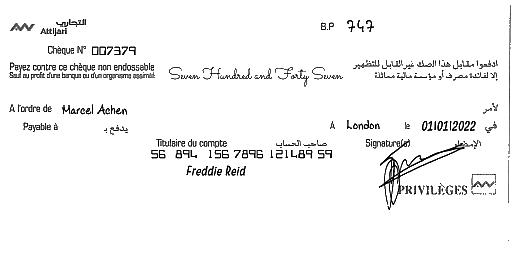 التجاري
Attijari
B.P 747
Chèque N° 007379
Payez contre ce chèque non endossable
Sauf au profit d'une banque ou d'un organisme assimilé
Seven Hundred and Forty Seven
ادفعوا مقابل هذا الصك غير القابل للتظهير
إلا لفائدة مصرف أو مؤسسة مالية مماثلة
A l'ordre de Marcel Achen
لأمر
Payable à
يدفع بـ
A London le 01/01/2022 في
Titulaire du compte صاحب الحساب
Signature(s) الإمضاء
56 894 156 7896 121489 59
Freddie Reid
PRIVILÈGES